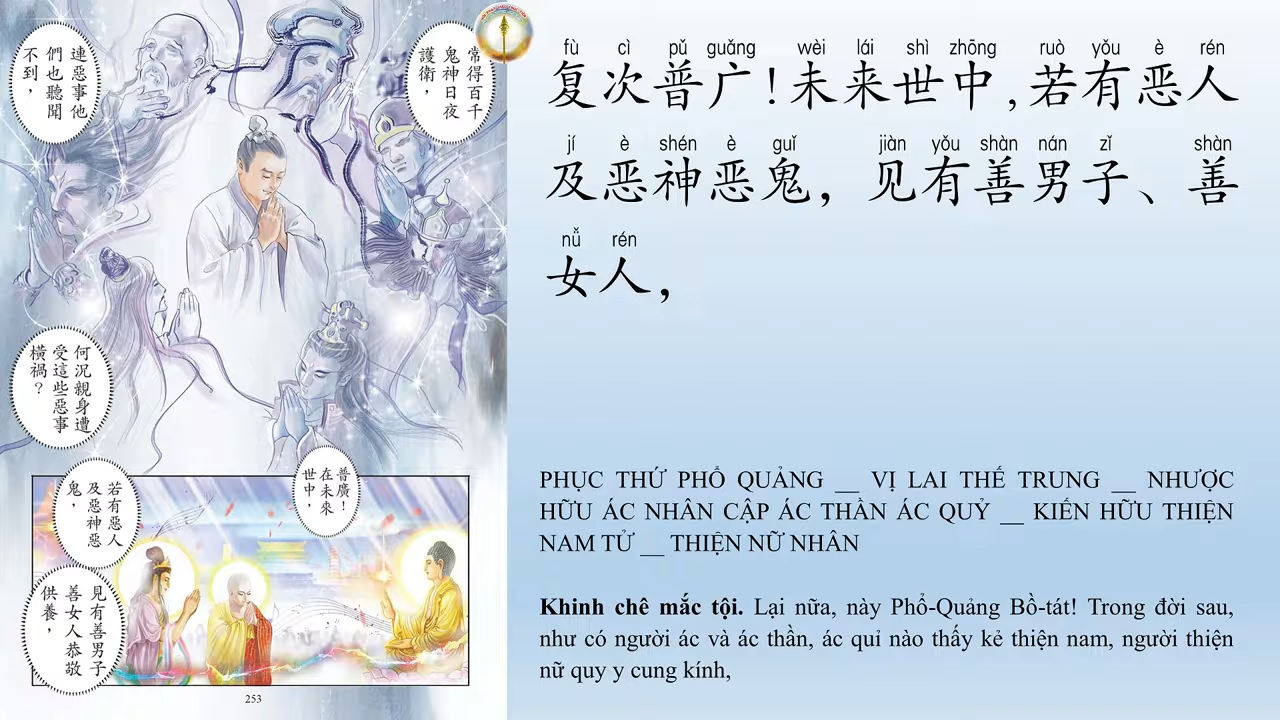 連惡事他
們也聽聞
不到，
常得百千
鬼神日夜
護衛，
何況親身遭
受這些惡事
橫禍？
普廣！
在未來
世中，
若有惡人
及惡神惡
鬼，
見有善男子
善女人恭敬
供養，
253
fù cì pǔ guǎng wèi lái shì zhōng ruò yǒu è rén
复次普广！未来世中，若有恶人
jí è shén è guǐ jiàn yǒu shàn nán zǐ shàn
及恶神恶鬼，见有善男子、善
nǚ rén
女人，
PHỤC THỨ PHỔ QUẢNG __ VỊ LAI THẾ TRUNG __ NHƯỢC
HỮU ÁC NHÂN CẬP ÁC THẦN ÁC QUỶ __ KIẾN HỮU THIỆN
NAM TỬ __ THIỆN NỮ NHÂN
Khinh chê mắc tội. Lại nữa, này Phổ-Quảng Bồ-tát! Trong đời sau,
như có người ác và ác thần, ác quỉ nào thấy kẻ thiện nam, người thiện
nữ quy y cung kính,